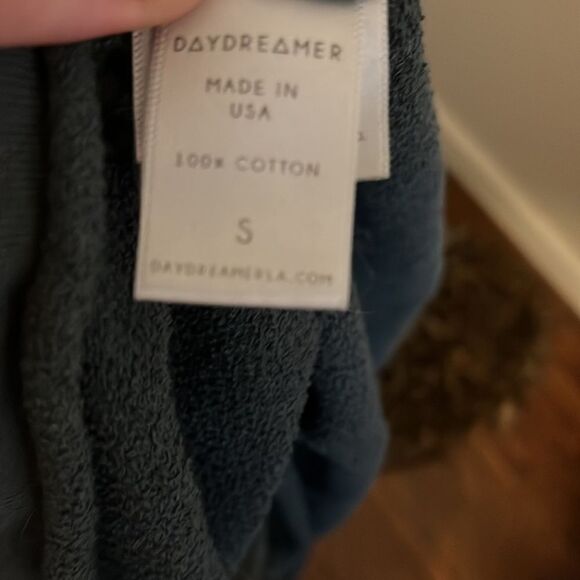 DAYDREAMER
MADE IN
USA
100% COTTON
S
DAYDREAMERLA.COM